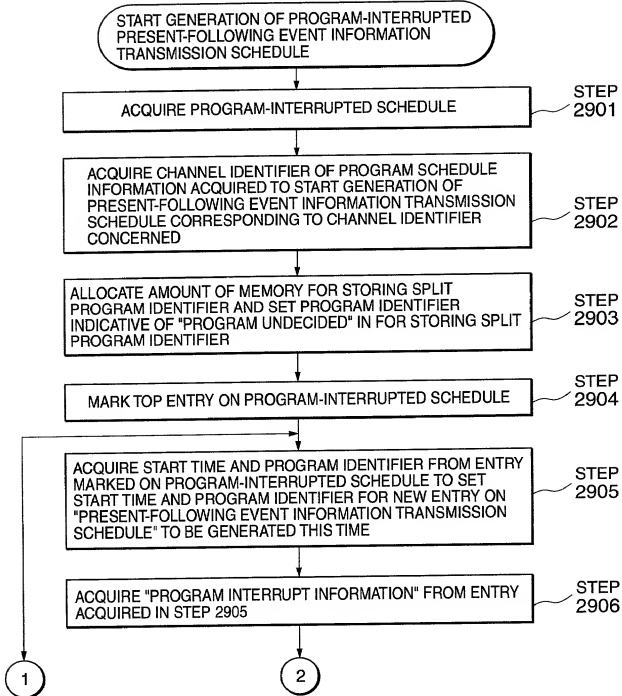 START GENERATION OF PROGRAM-INTERRUPTED
PRESENT-FOLLOWING EVENT INFORMATION
TRANSMISSION SCHEDULE
ACQUIRE PROGRAM-INTERRUPTED SCHEDULE
STEP
2901
ACQUIRE CHANNEL IDENTIFIER OF PROGRAM SCHEDULE
INFORMATION ACQUIRED TO START GENERATION OF
PRESENT-FOLLOWING EVENT INFORMATION TRANSMISSION
SCHEDULE CORRESPONDING TO CHANNEL IDENTIFIER
CONCERNED
STEP
2902
ALLOCATE AMOUNT OF MEMORY FOR STORING SPLIT
PROGRAM IDENTIFIER AND SET PROGRAM IDENTIFIER
INDICATIVE OF "PROGRAM UNDECIDED" IN FOR STORING SPLIT
PROGRAM IDENTIFIER
STEP
2903
MARK TOP ENTRY ON PROGRAM-INTERRUPTED SCHEDULE
STEP
2904
ACQUIRE START TIME AND PROGRAM IDENTIFIER FROM ENTRY
MARKED ON PROGRAM-INTERRUPTED SCHEDULE TO SET
START TIME AND PROGRAM IDENTIFIER FOR NEW ENTRY ON
"PRESENT-FOLLOWING EVENT INFORMATION TRANSMISSION
SCHEDULE" TO BE GENERATED THIS TIME
STEP
2905
ACQUIRE "PROGRAM INTERRUPT INFORMATION" FROM ENTRY
ACQUIRED IN STEP 2905
STEP
2906
1
2